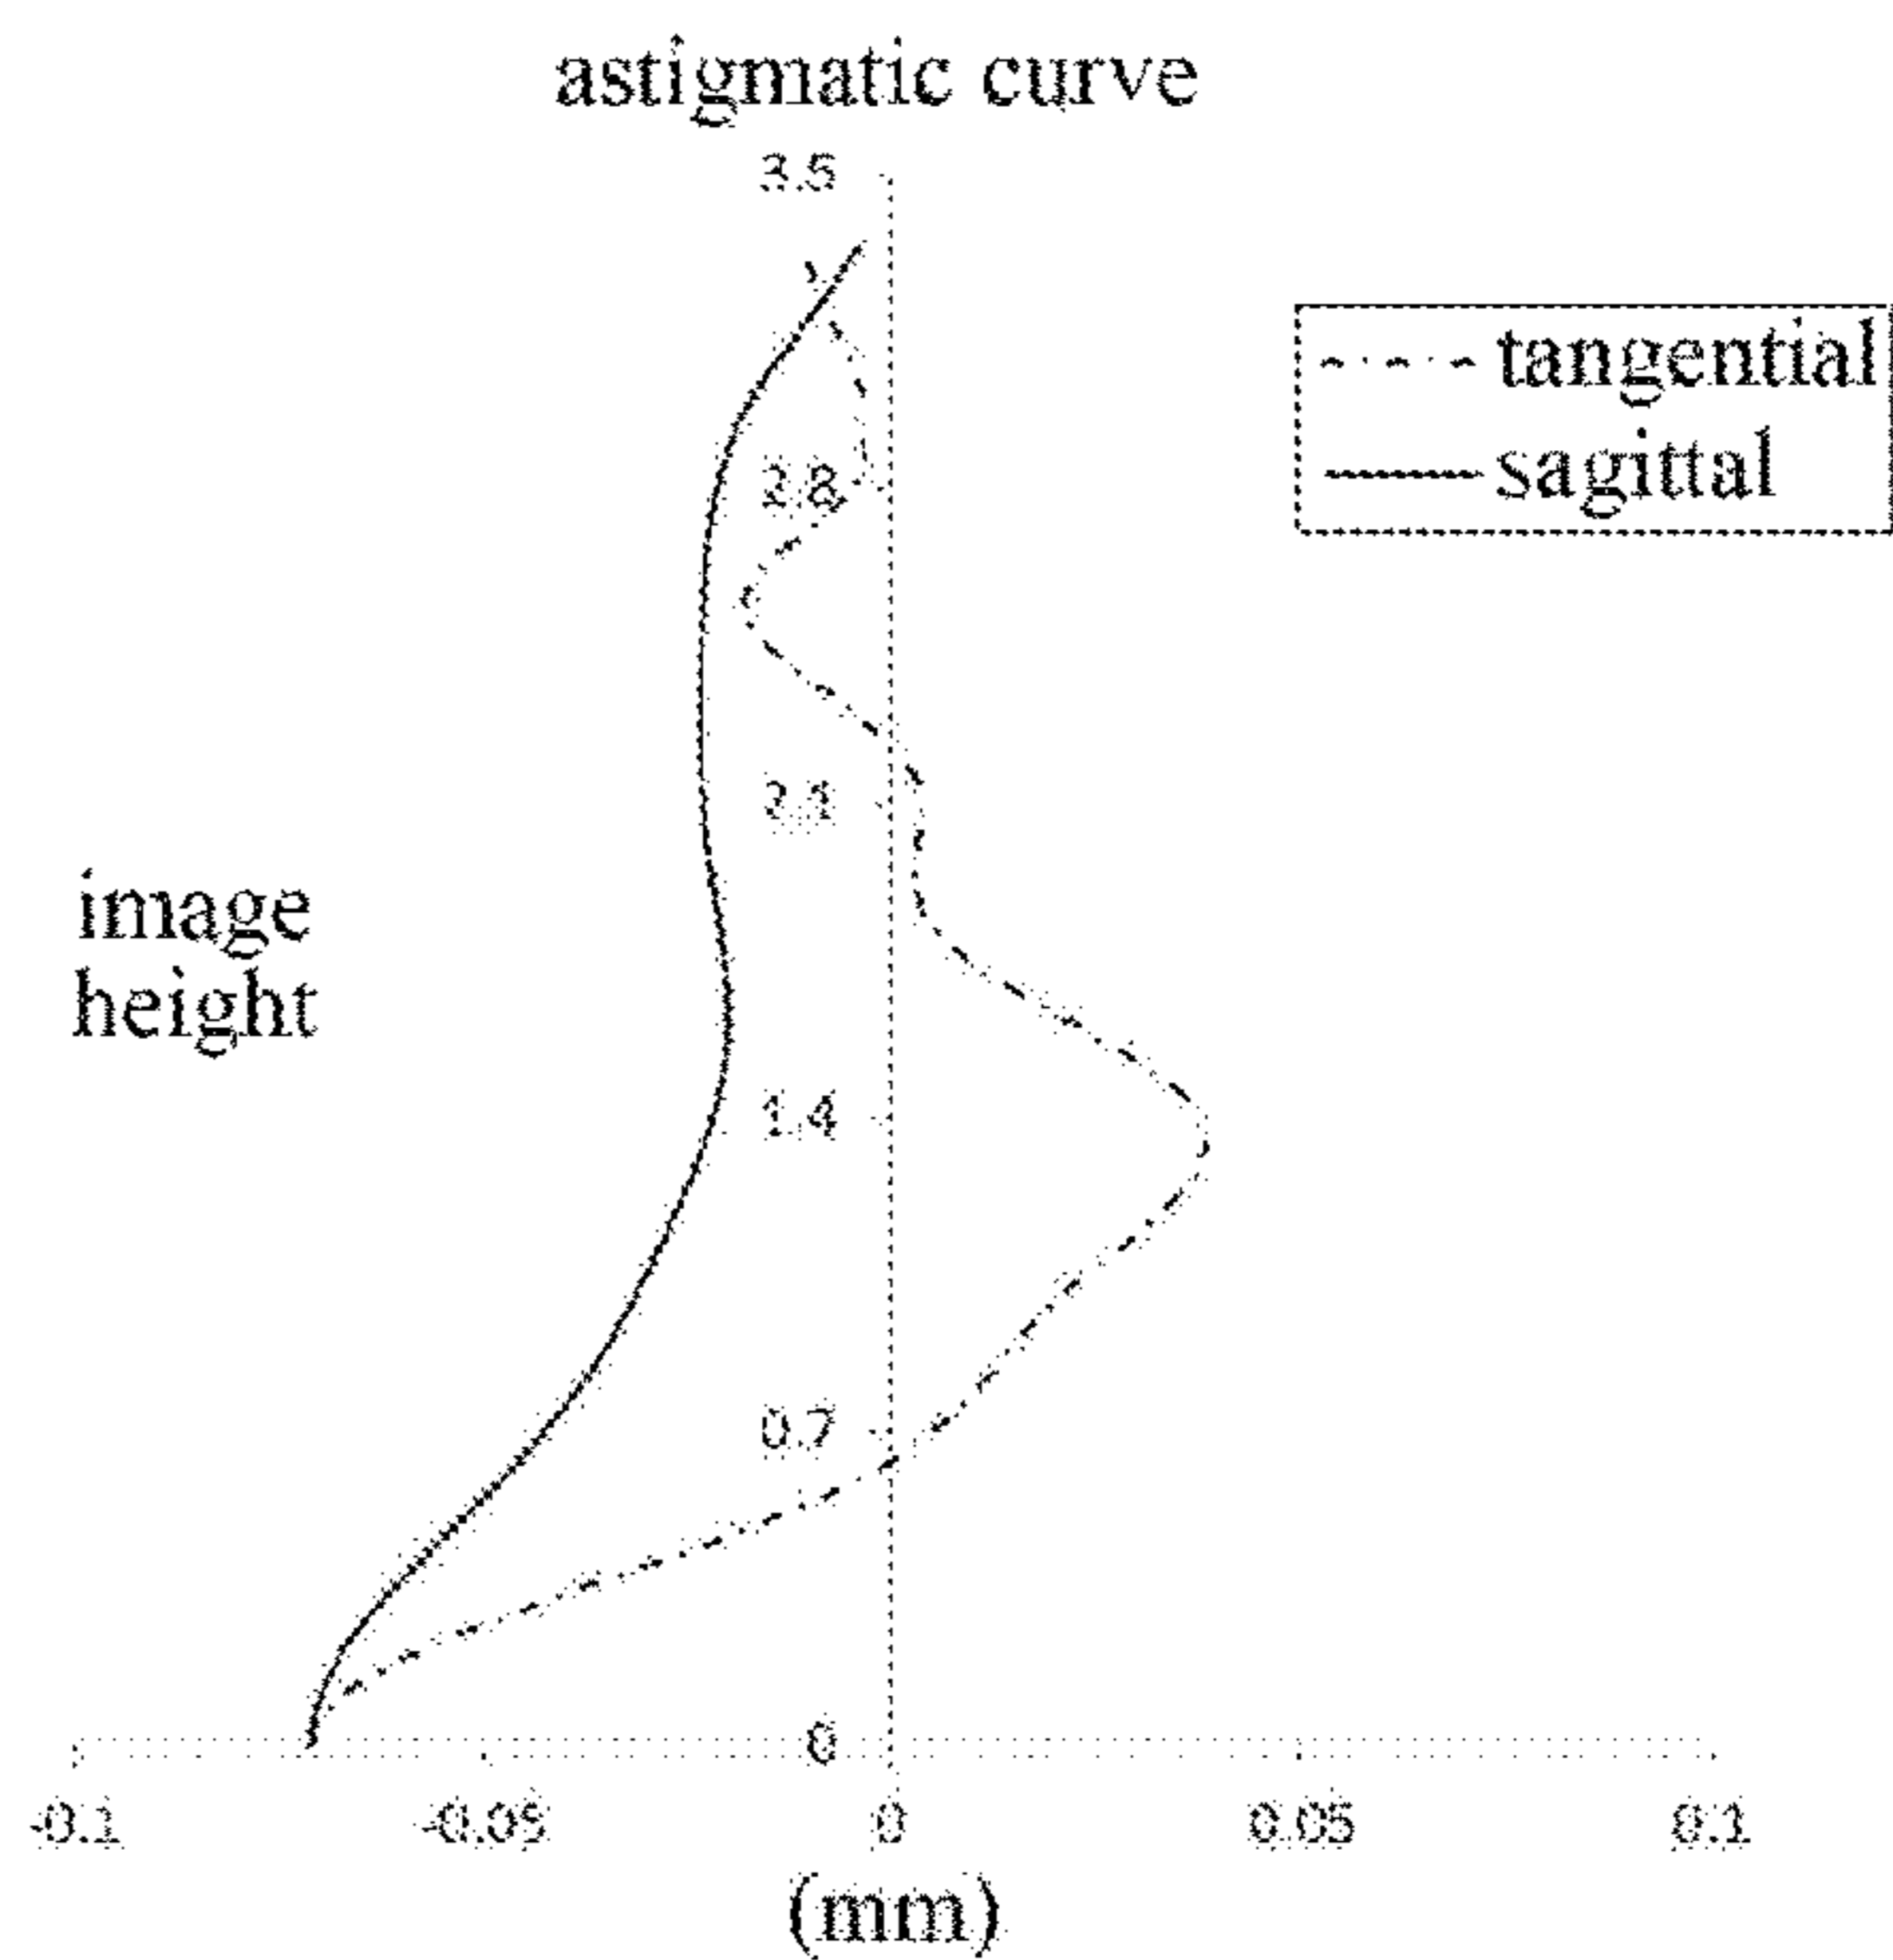 astigmatic curve
3.5
tangential
sagittal
2.8
2.1
image
height
1.4
0.7
0
-0.1
-0.05
0
0.05
0.1
(mm)